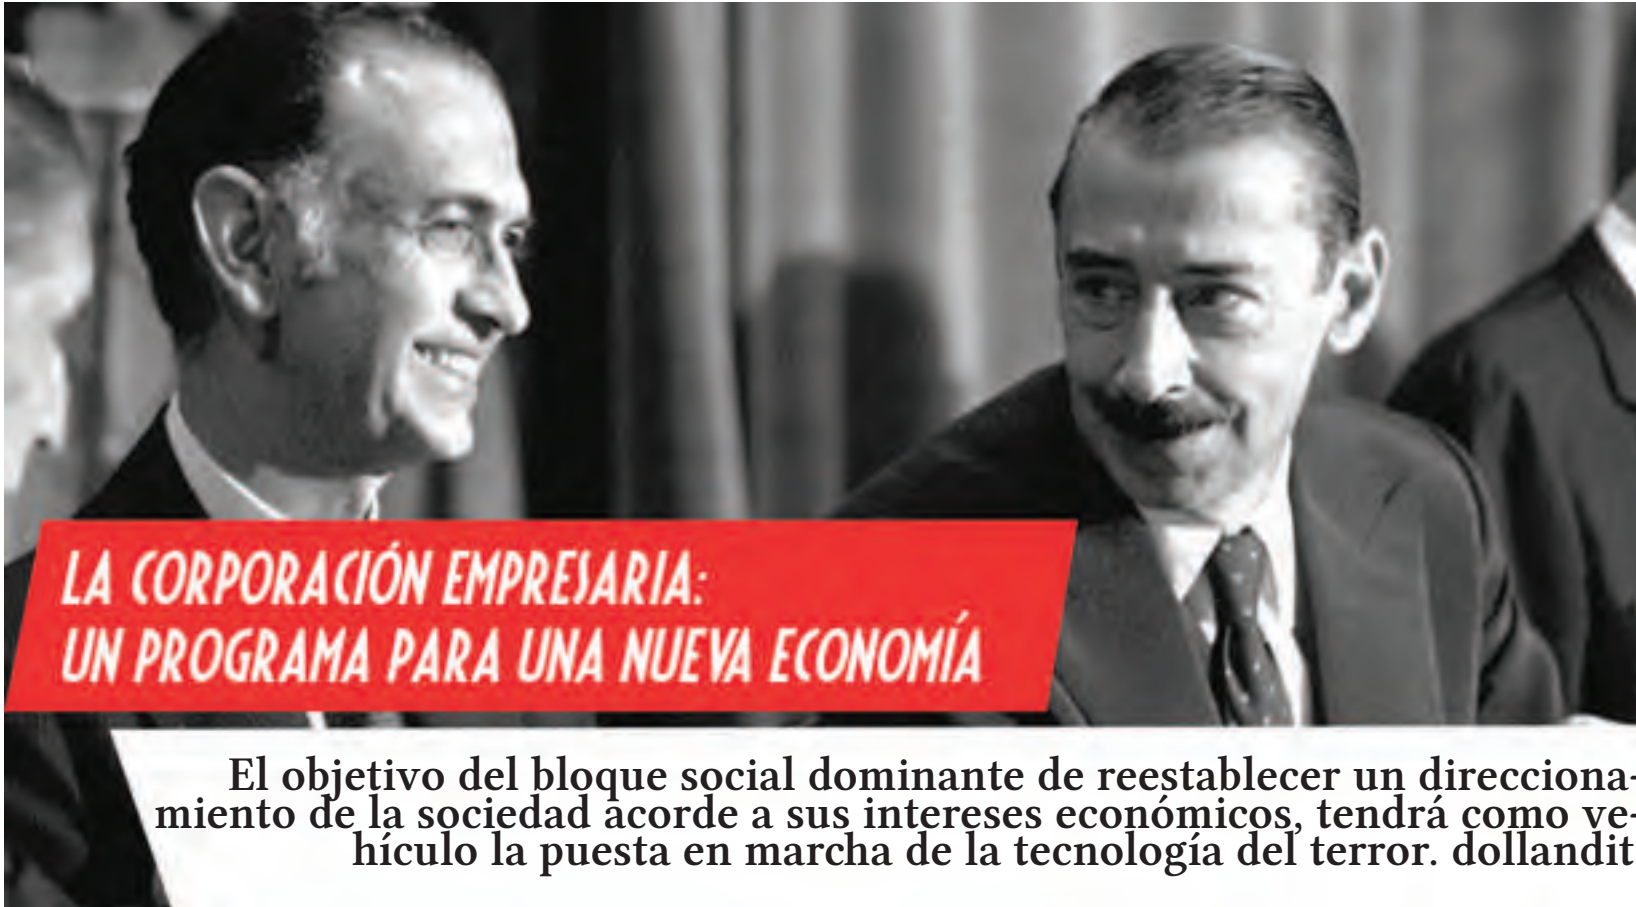 LA CORPORACIÓN EMPRESARIA:
UN PROGRAMA PARA UNA NUEVA ECONOMÍA
El objetivo del bloque social dominante de reestablecer un direcciona-
miento de la sociedad acorde a sus intereses económicos, tendrá como ve-
hículo la puesta en marcha de la tecnología del terror. dollandit